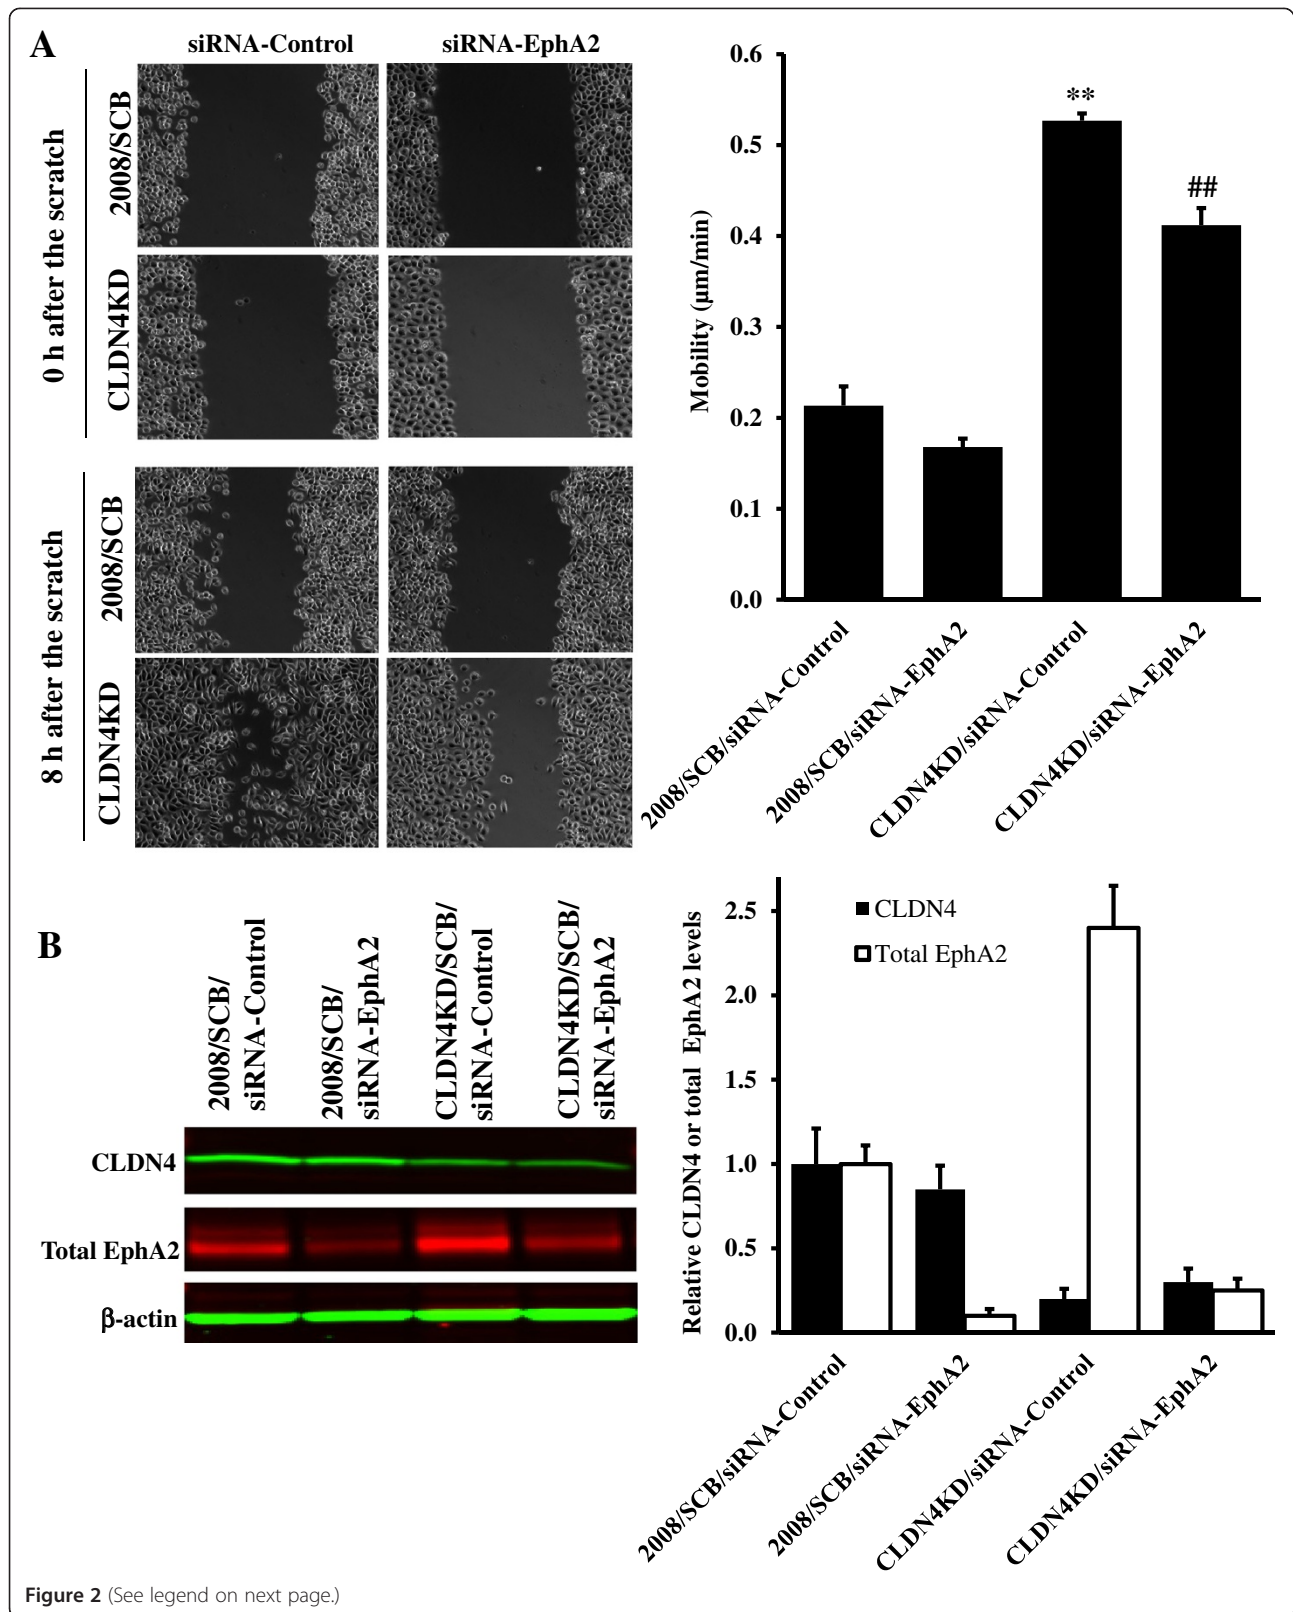 A
siRNA-Control
siRNA-EphA2
0 h after the scratch
2008/SCB
CLDN4KD
8 h after the scratch
2008/SCB
CLDN4KD
Mobility (μm/min)
0.6
0.5
0.4
0.3
0.2
0.1
0.0
**
##
2008/SCB/siRNA-Control
2008/SCB/siRNA-EphA2
CLDN4KD/siRNA-Control
CLDN4KD/siRNA-EphA2
B
2008/SCB/
siRNA-Control
2008/SCB/
siRNA-EphA2
CLDN4KD/SCB/
siRNA-Control
CLDN4KD/SCB/
siRNA-EphA2
CLDN4
Total EphA2
β-actin
Relative CLDN4 or total EphA2 levels
2.5
2.0
1.5
1.0
0.5
0.0
CLDN4
Total EphA2
2008/SCB/siRNA-Control
2008/SCB/siRNA-EphA2
CLDN4KD/siRNA-Control
CLDN4KD/siRNA-EphA2
Figure 2 (See legend on next page.)